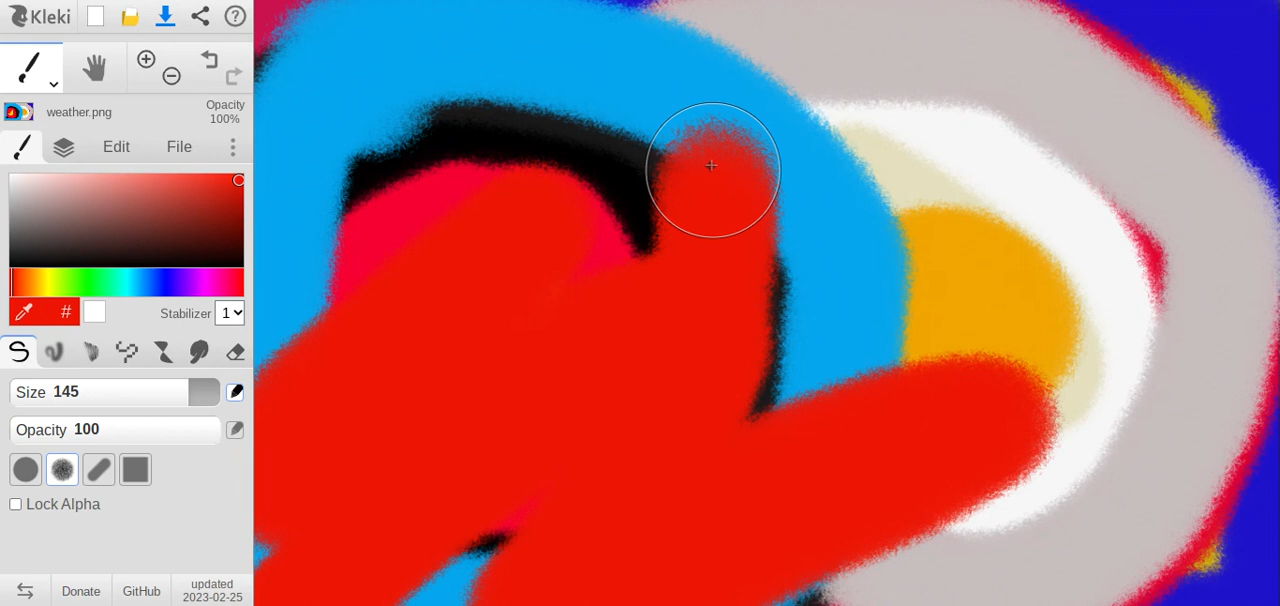 Kleki
?
weather.png
Opacity
100%
Edit
File
#
Stabilizer 1
Size 145
Opacity 100
Lock Alpha
Donate
GitHub
updated
2023-02-25